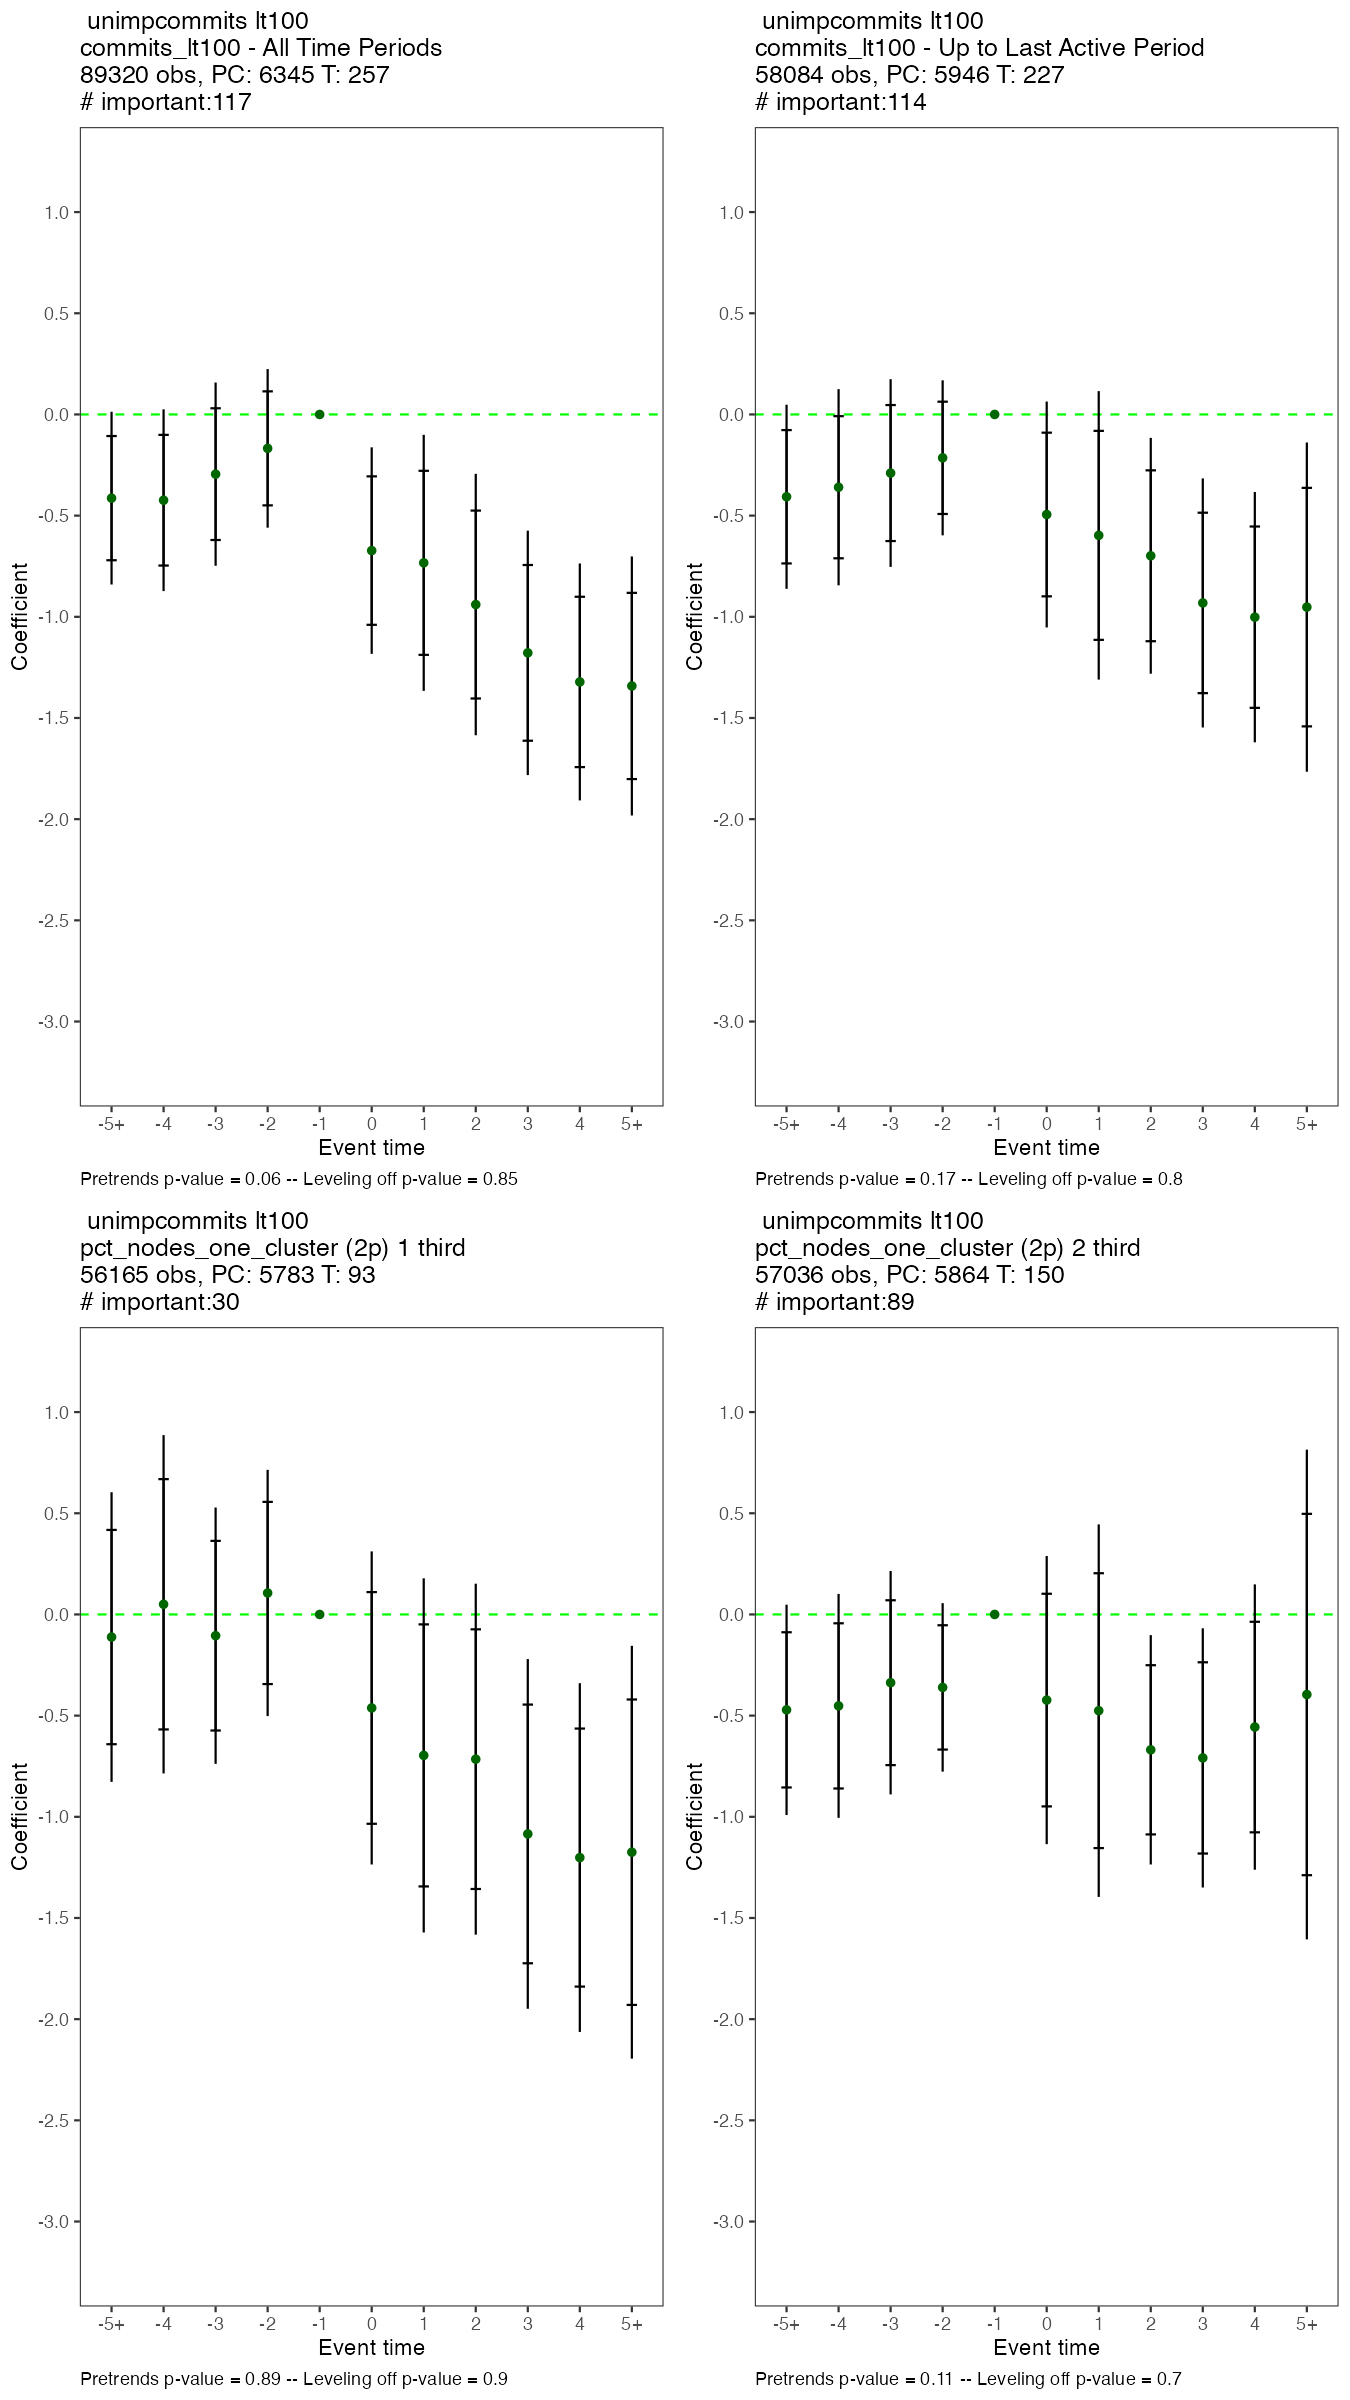 unimpcommits lt100
commits_lt100 - All Time Periods
89320 obs, PC: 6345 T: 257
# important:117
1.0
0.5
0.0
-0.5
-1.0
-1.5
-2.0
-2.5
-3.0
Coefficient
-5+ -4 -3 -2 -1 0 1 2 3 4 5+
Event time
Pretrends p-value = 0.06 -- Leveling off p-value = 0.85
unimpcommits lt100
commits_lt100 - Up to Last Active Period
58084 obs, PC: 5946 T: 227
# important:114
1.0
0.5
0.0
-0.5
-1.0
-1.5
-2.0
-2.5
-3.0
Coefficient
-5+ -4 -3 -2 -1 0 1 2 3 4 5+
Event time
Pretrends p-value = 0.17 -- Leveling off p-value = 0.8
unimpcommits lt100
pct_nodes_one_cluster (2p) 1 third
56165 obs, PC: 5783 T: 93
# important:30
1.0
0.5
0.0
-0.5
-1.0
-1.5
-2.0
-2.5
-3.0
Coefficient
-5+ -4 -3 -2 -1 0 1 2 3 4 5+
Event time
Pretrends p-value = 0.89 -- Leveling off p-value = 0.9
unimpcommits lt100
pct_nodes_one_cluster (2p) 2 third
57036 obs, PC: 5864 T: 150
# important:89
1.0
0.5
0.0
-0.5
-1.0
-1.5
-2.0
-2.5
-3.0
Coefficient
-5+ -4 -3 -2 -1 0 1 2 3 4 5+
Event time
Pretrends p-value = 0.11 -- Leveling off p-value = 0.7